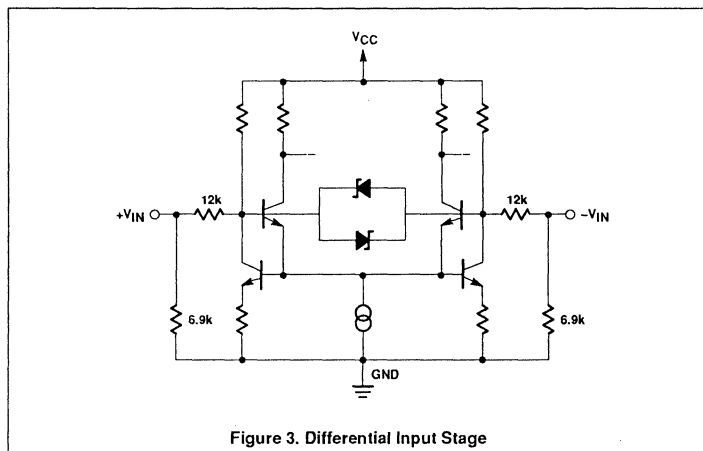 VCC
12k
12k
+VIN
−VIN
6.9k
6.9k
GND
Figure 3. Differential Input Stage